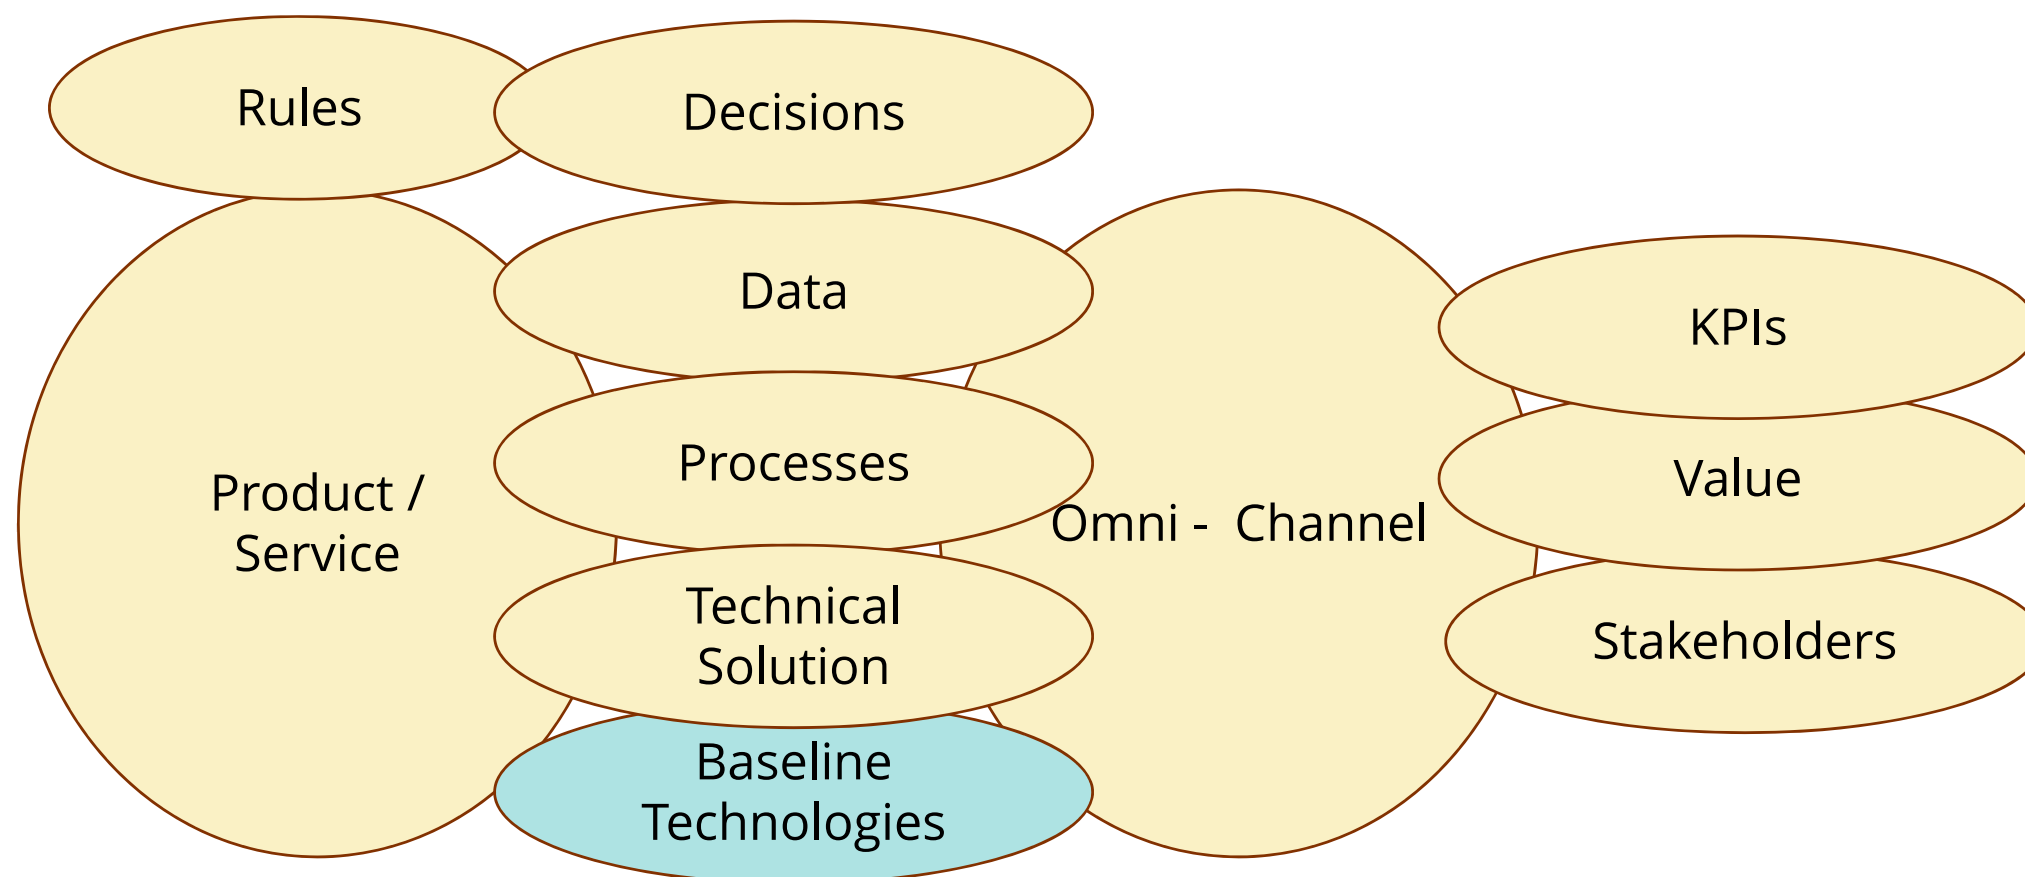 Rules
Decisions
Data
KPIs
Processes
Value
Product /
Service
Omni -  Channel
Technical
Solution
Stakeholders
Baseline
Technologies